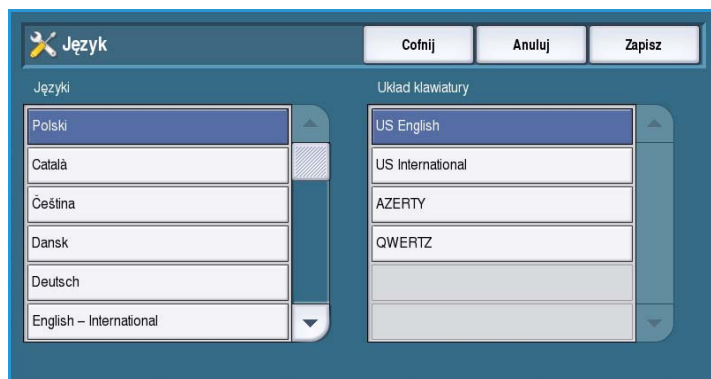 Język
Cofnij
Anuluj
Zapisz
Języki
Układ klawiatury
Polski
Català
Čeština
Dansk
Deutsch
English – International
US English
US International
AZERTY
QWERTZ